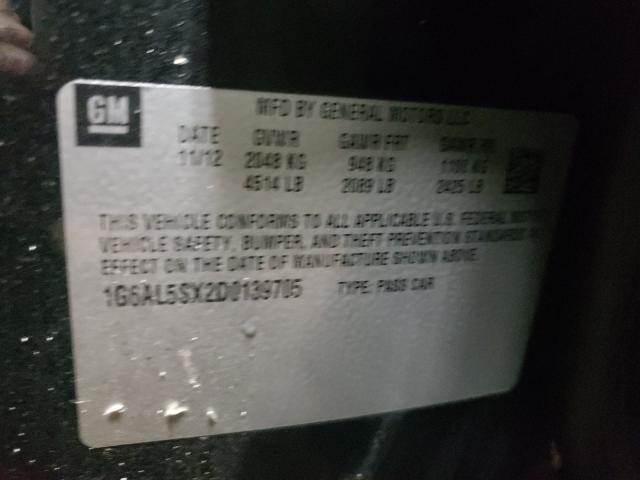 GM
MFD BY GENERAL MOTORS LLC
DATE GVWR GAWR FRT GAWR RR
11/12 2048 KG 948 KG 1100 KG
4514 LB 2089 LB 2425 LB
THIS VEHICLE CONFORMS TO ALL APPLICABLE U.S. FEDERAL MOTOR
VEHICLE SAFETY, BUMPER, AND THEFT PREVENTION STANDARDS IN
EFFECT ON THE DATE OF MANUFACTURE SHOWN ABOVE.
1G6AL5SX2D0139705 TYPE: PASS CAR